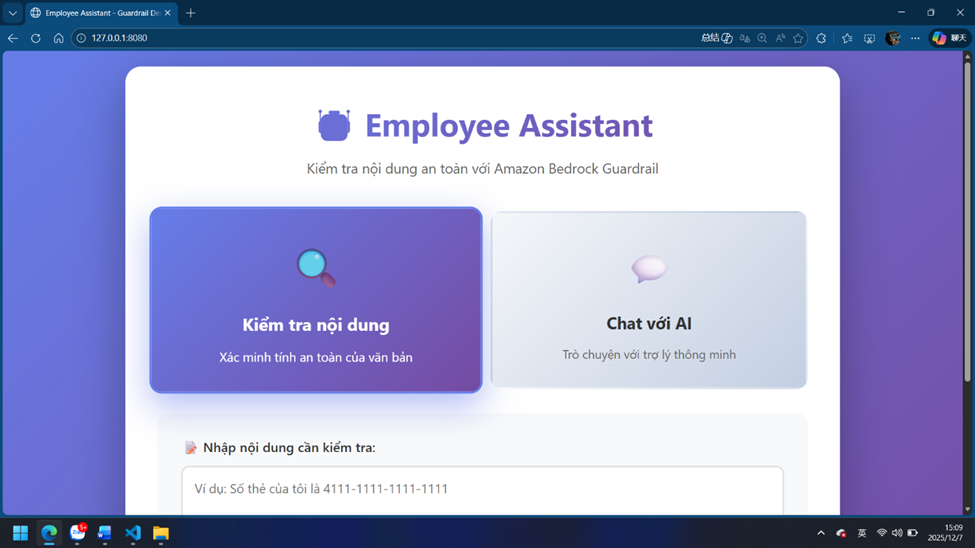 Employee Assistant - Guardrail De
127.0.0.1:8080
总结
聊天
Employee Assistant
Kiểm tra nội dung an toàn với Amazon Bedrock Guardrail
Kiểm tra nội dung
Xác minh tính an toàn của văn bản
Chat với AI
Trò chuyện với trợ lý thông minh
Nhập nội dung cần kiểm tra:
Ví dụ: Số thẻ của tôi là 4111-1111-1111-1111
5+
英
15:09
2025/12/7